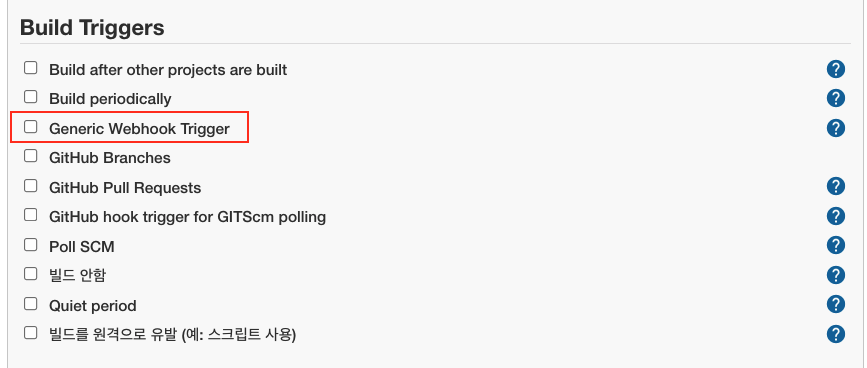 Build Triggers
Build after other projects are built
?
Build periodically
?
Generic Webhook Trigger
?
GitHub Branches
GitHub Pull Requests
?
GitHub hook trigger for GITScm polling
?
Poll SCM
?
빌드 안함
?
Quiet period
?
빌드를 원격으로 유발 (예: 스크립트 사용)
?